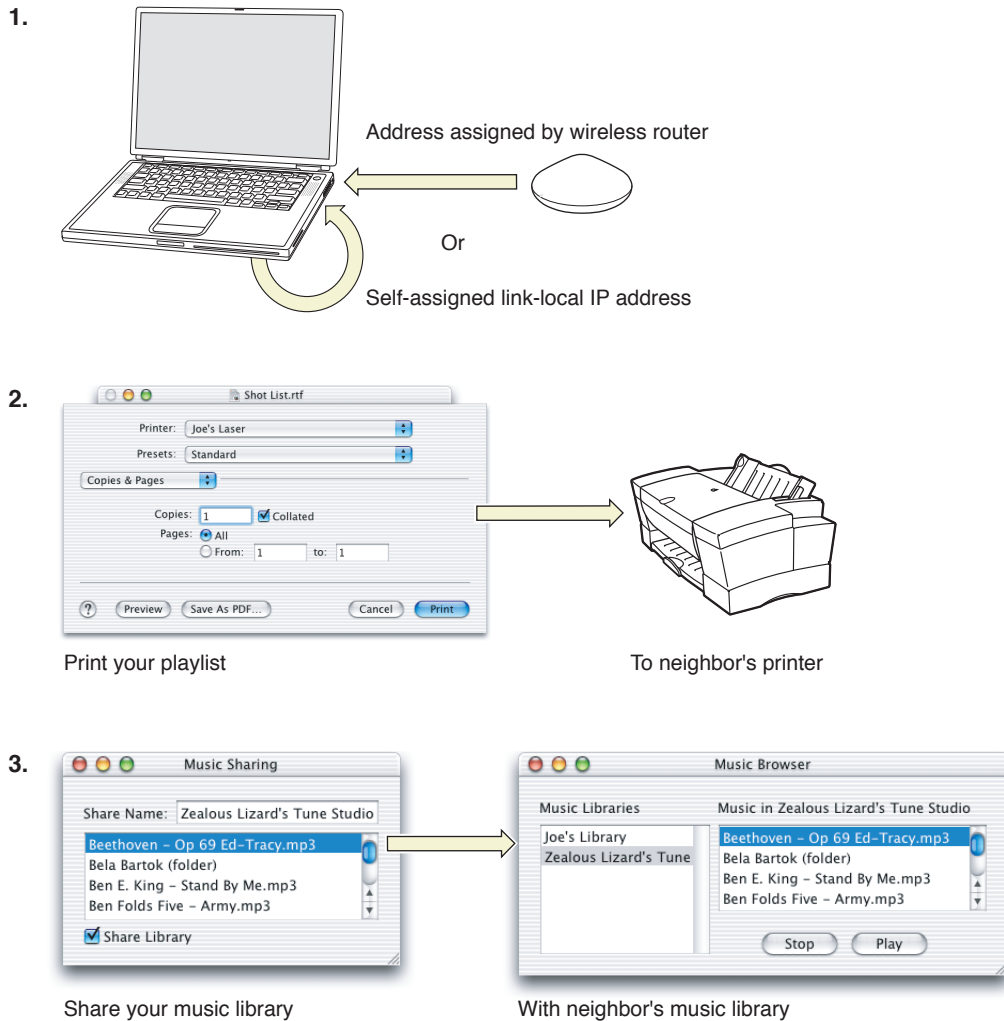 1.
Address assigned by wireless router
Or
Self-assigned link-local IP address
2.
Shot List.rtf
Printer: Joe's Laser
Presets: Standard
Copies & Pages
Copies: 1 Collated
Pages: All
From: 1 to: 1
? Preview Save As PDF... Cancel Print
Print your playlist
To neighbor's printer
3.
Music Sharing
Share Name: Zealous Lizard's Tune Studio
Beethoven – Op 69 Ed–Tracy.mp3
Bela Bartok (folder)
Ben E. King – Stand By Me.mp3
Ben Folds Five – Army.mp3
Share Library
Share your music library
Music Browser
Music Libraries
Joe's Library
Zealous Lizard's Tune
Music in Zealous Lizard's Tune Studio
Beethoven – Op 69 Ed–Tracy.mp3
Bela Bartok (folder)
Ben E. King – Stand By Me.mp3
Ben Folds Five – Army.mp3
Stop Play
With neighbor's music library